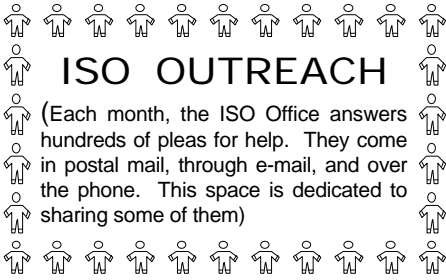 ISO OUTREACH
(Each month, the ISO Office answers
hundreds of pleas for help. They come
in postal mail, through e-mail, and over
the phone. This space is dedicated to
sharing some of them)